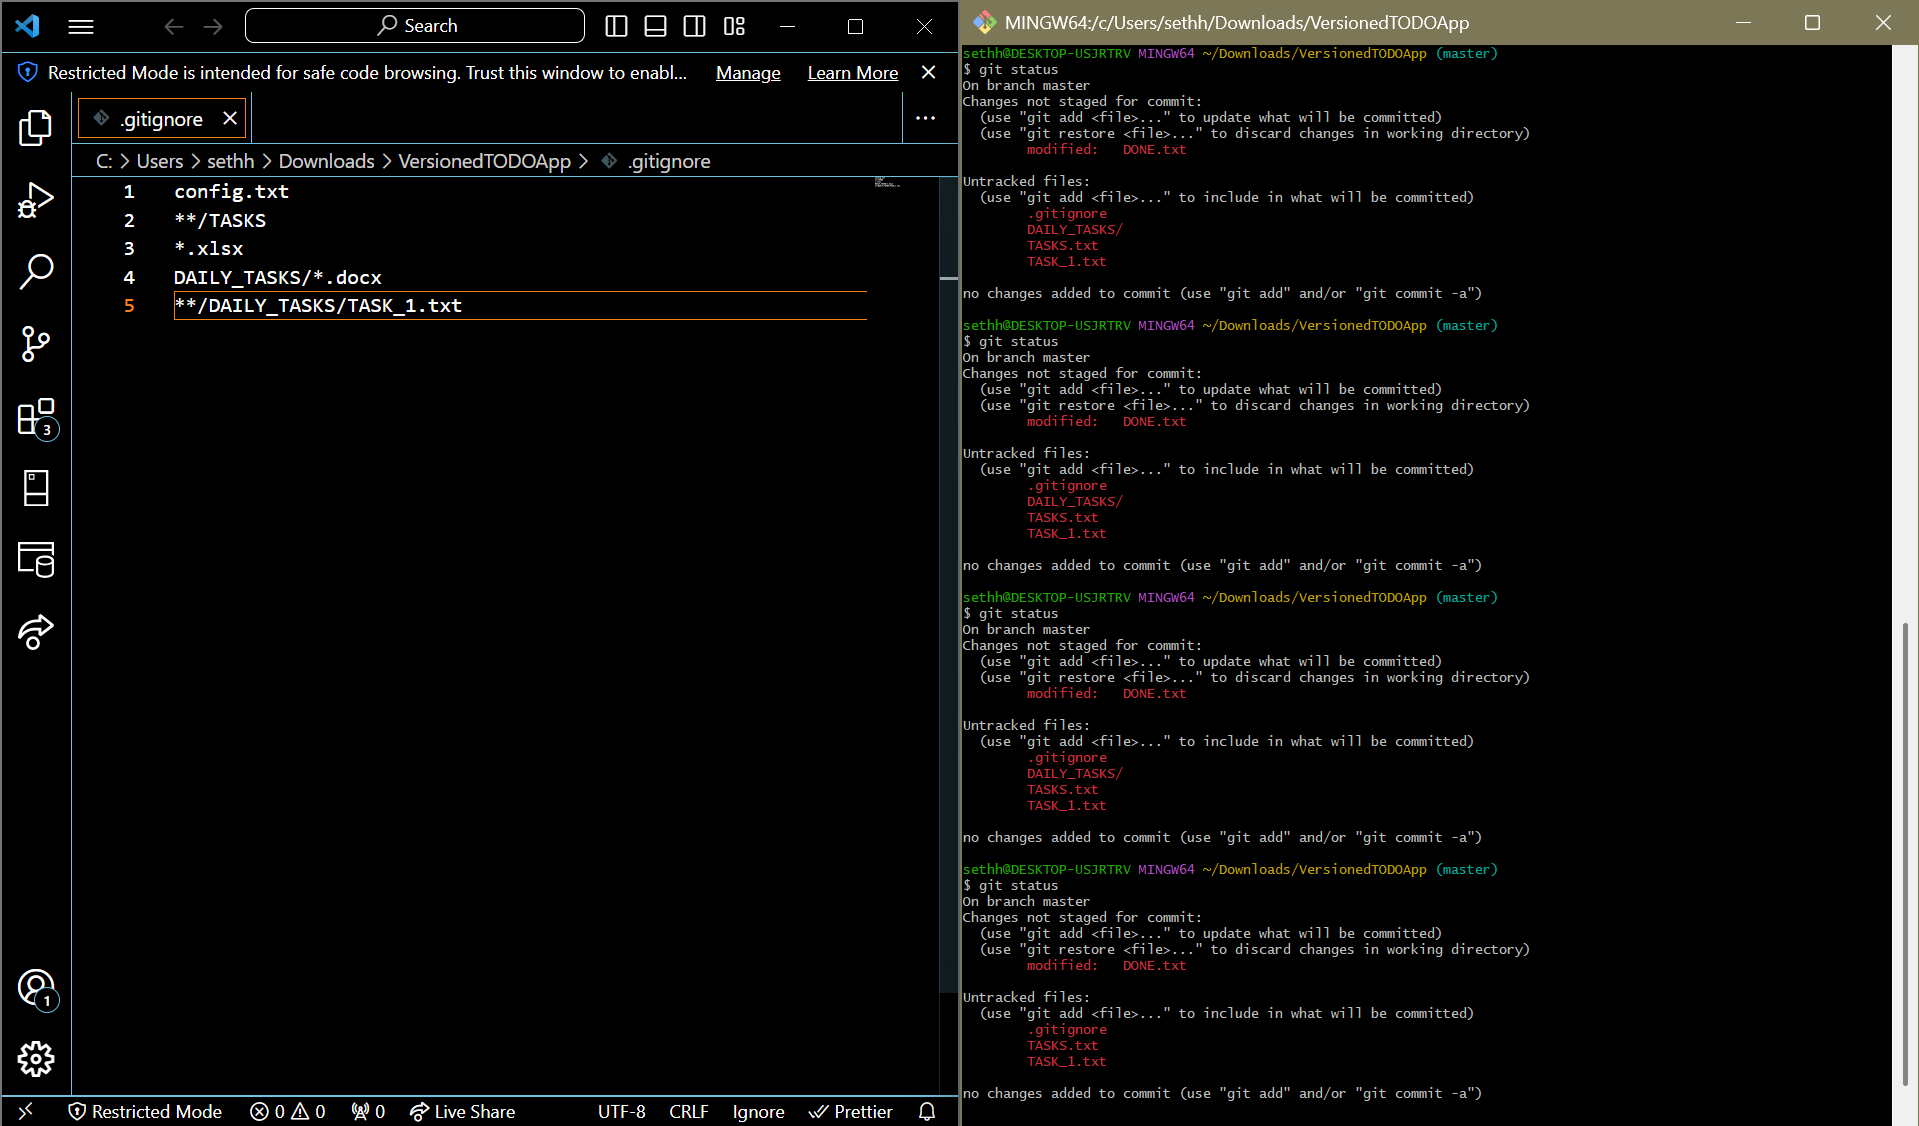 Search
Restricted Mode is intended for safe code browsing. Trust this window to enabl... Manage Learn More
.gitignore
C: > Users > sethh > Downloads > VersionedTODOApp > .gitignore
1 config.txt
2 **/TASKS
3 *.xlsx
4 DAILY_TASKS/*.docx
5 **/DAILY_TASKS/TASK_1.txt
3
1
Restricted Mode 0 0 0 Live Share UTF-8 CRLF Ignore Prettier
MINGW64:/c/Users/sethh/Downloads/VersionedTODOApp
sethh@DESKTOP-USJRTRV MINGW64 ~/Downloads/VersionedTODOApp (master)
$ git status
On branch master
Changes not staged for commit:
(use "git add <file>..." to update what will be committed)
(use "git restore <file>..." to discard changes in working directory)
modified: DONE.txt
Untracked files:
(use "git add <file>..." to include in what will be committed)
.gitignore
DAILY_TASKS/
TASKS.txt
TASK_1.txt
no changes added to commit (use "git add" and/or "git commit -a")
sethh@DESKTOP-USJRTRV MINGW64 ~/Downloads/VersionedTODOApp (master)
$ git status
On branch master
Changes not staged for commit:
(use "git add <file>..." to update what will be committed)
(use "git restore <file>..." to discard changes in working directory)
modified: DONE.txt
Untracked files:
(use "git add <file>..." to include in what will be committed)
.gitignore
DAILY_TASKS/
TASKS.txt
TASK_1.txt
no changes added to commit (use "git add" and/or "git commit -a")
sethh@DESKTOP-USJRTRV MINGW64 ~/Downloads/VersionedTODOApp (master)
$ git status
On branch master
Changes not staged for commit:
(use "git add <file>..." to update what will be committed)
(use "git restore <file>..." to discard changes in working directory)
modified: DONE.txt
Untracked files:
(use "git add <file>..." to include in what will be committed)
.gitignore
DAILY_TASKS/
TASKS.txt
TASK_1.txt
no changes added to commit (use "git add" and/or "git commit -a")
sethh@DESKTOP-USJRTRV MINGW64 ~/Downloads/VersionedTODOApp (master)
$ git status
On branch master
Changes not staged for commit:
(use "git add <file>..." to update what will be committed)
(use "git restore <file>..." to discard changes in working directory)
modified: DONE.txt
Untracked files:
(use "git add <file>..." to include in what will be committed)
.gitignore
TASKS.txt
TASK_1.txt
no changes added to commit (use "git add" and/or "git commit -a")